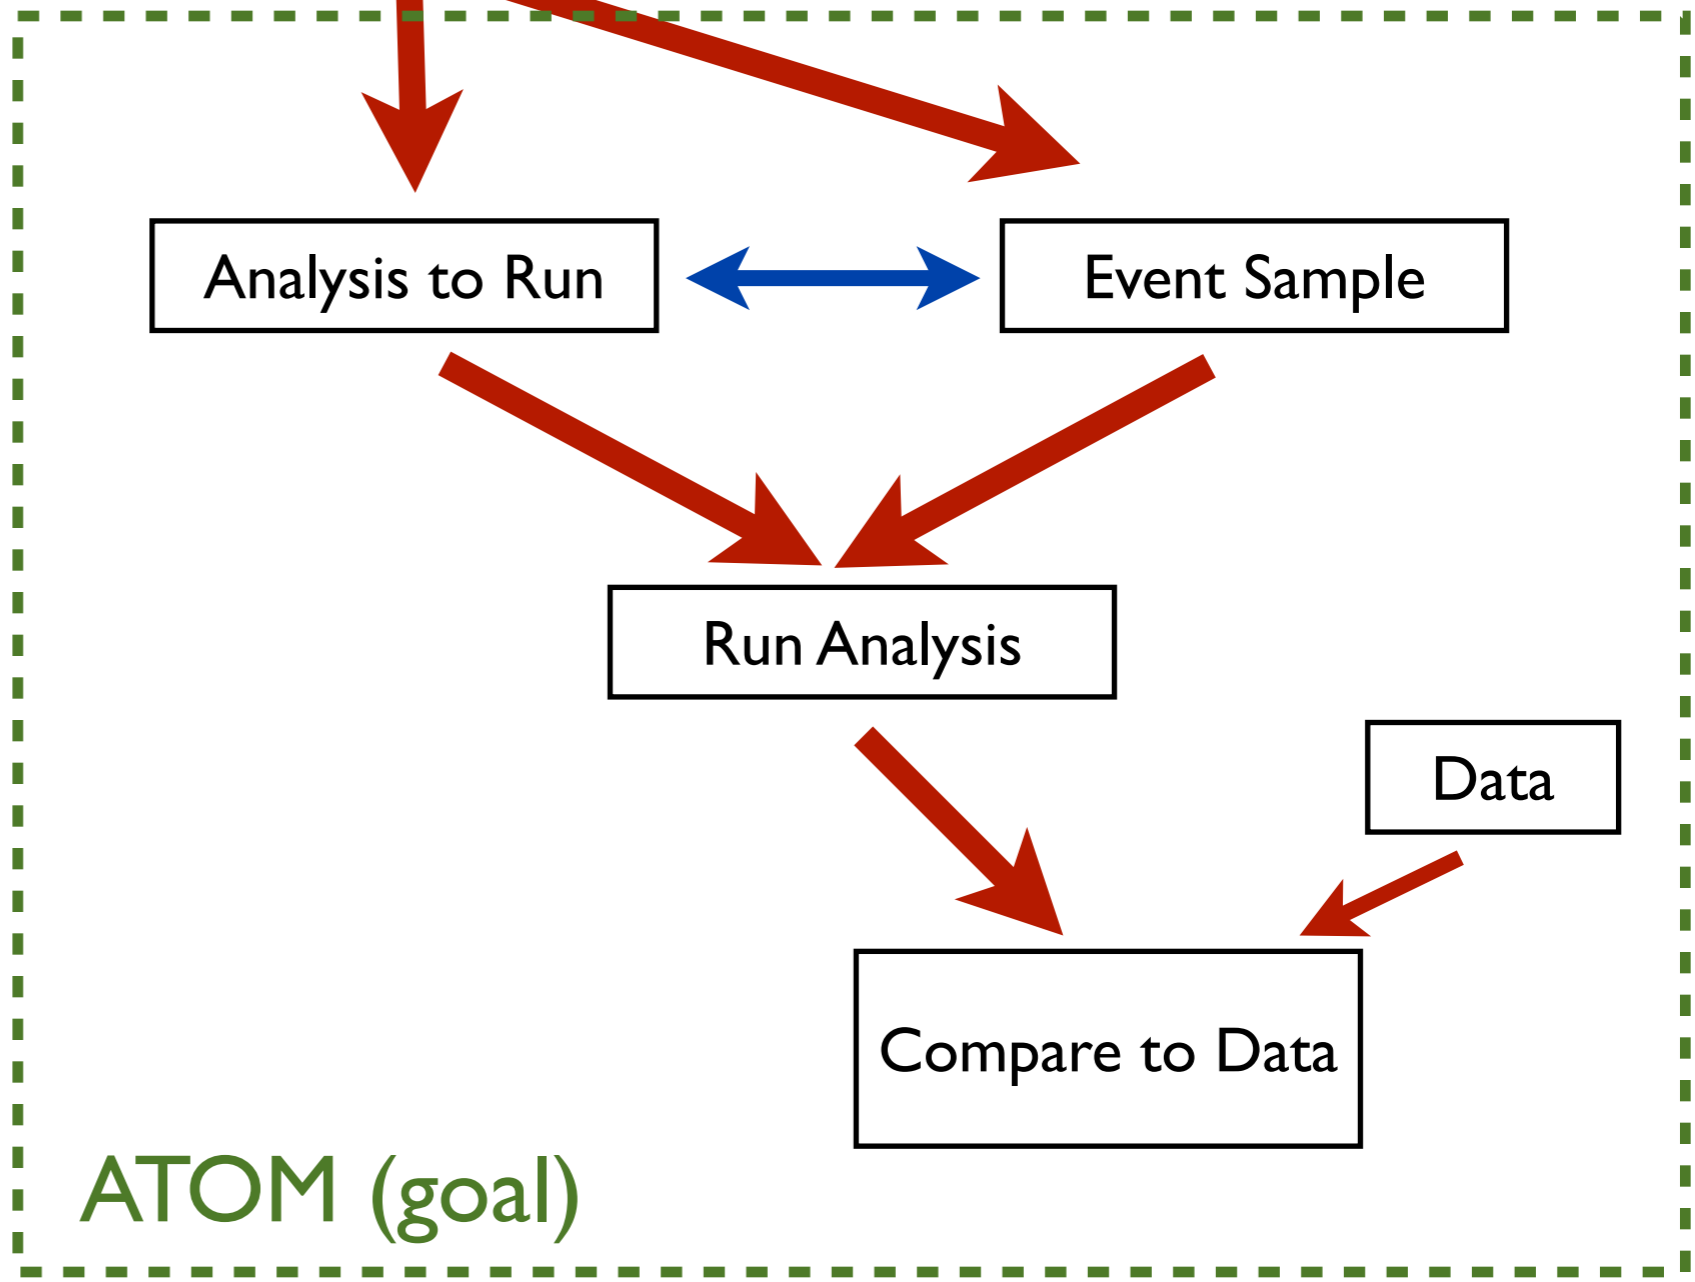 Analysis to Run
Event Sample
Run Analysis
Data
Compare to Data
ATOM (goal)